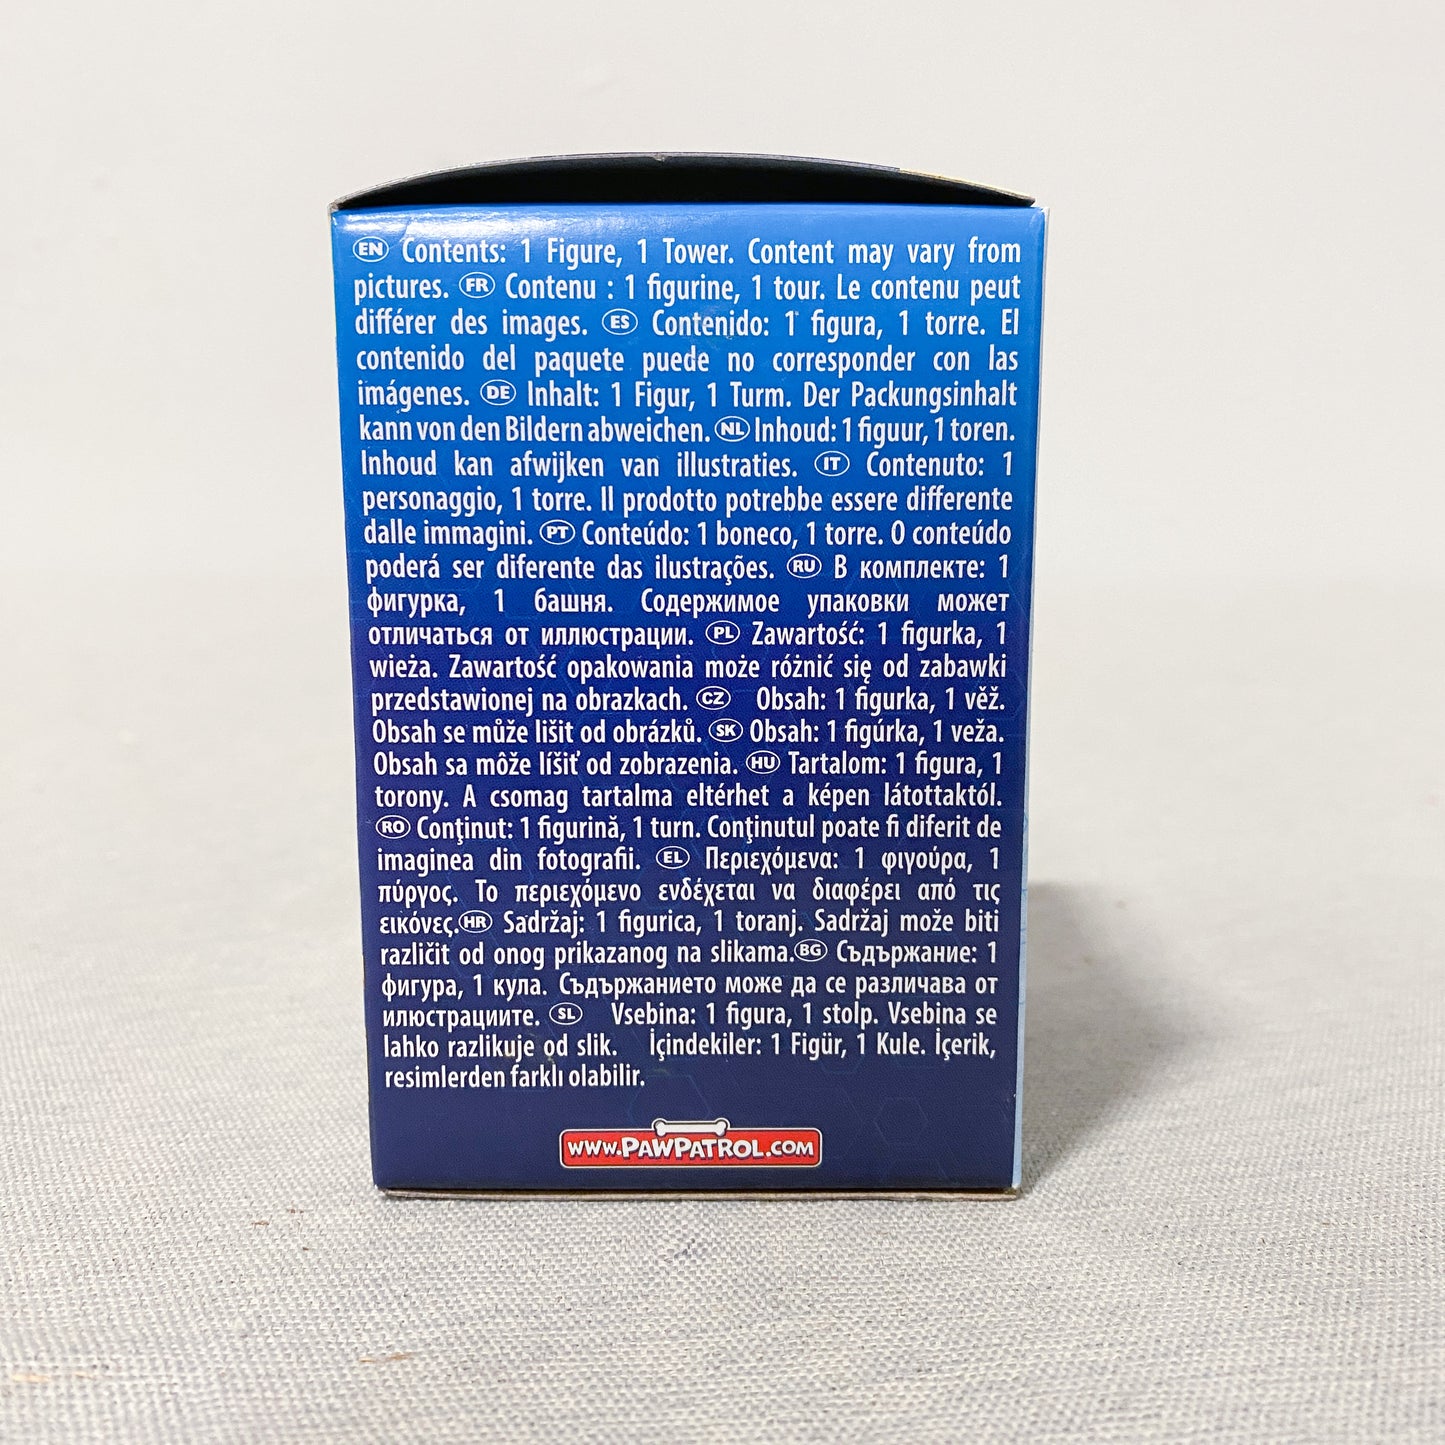 EN Contents: 1 Figure, 1 Tower. Content may vary from
pictures. FR Contenu : 1 figurine, 1 tour. Le contenu peut
différer des images. ES Contenido: 1 figura, 1 torre. El
contenido del paquete puede no corresponder con las
imágenes. DE Inhalt: 1 Figur, 1 Turm. Der Packungsinhalt
kann von den Bildern abweichen. NL Inhoud: 1 figuur, 1 toren.
Inhoud kan afwijken van illustraties. IT Contenuto: 1
personaggio, 1 torre. Il prodotto potrebbe essere differente
dalle immagini. PT Conteúdo: 1 boneco, 1 torre. O conteúdo
poderá ser diferente das ilustrações. RU В комплекте: 1
фигурка, 1 башня. Содержимое упаковки может
отличаться от иллюстрации. PL Zawartość: 1 figurka, 1
wieża. Zawartość opakowania może różnić się od zabawki
przedstawionej na obrazkach. CZ Obsah: 1 figurka, 1 věž.
Obsah se může lišit od obrázků. SK Obsah: 1 figúrka, 1 veža.
Obsah sa môže líšiť od zobrazenia. HU Tartalom: 1 figura, 1
torony. A csomag tartalma eltérhet a képen látottaktól.
RO Conţinut: 1 figurină, 1 turn. Conţinutul poate fi diferit de
imaginea din fotografii. EL Περιεχόμενα: 1 φιγούρα, 1
πύργος. Το περιεχόμενο ενδέχεται να διαφέρει από τις
εικόνες. HR Sadržaj: 1 figurica, 1 toranj. Sadržaj može biti
različit od onog prikazanog na slikama. BG Съдържание: 1
фигура, 1 кула. Съдържанието може да се различава от
илюстрациите. SL Vsebina: 1 figura, 1 stolp. Vsebina se
lahko razlikuje od slik. İçindekiler: 1 Figür, 1 Kule. İçerik,
resimlerden farklı olabilir.
WWW.PAWPATROL.COM